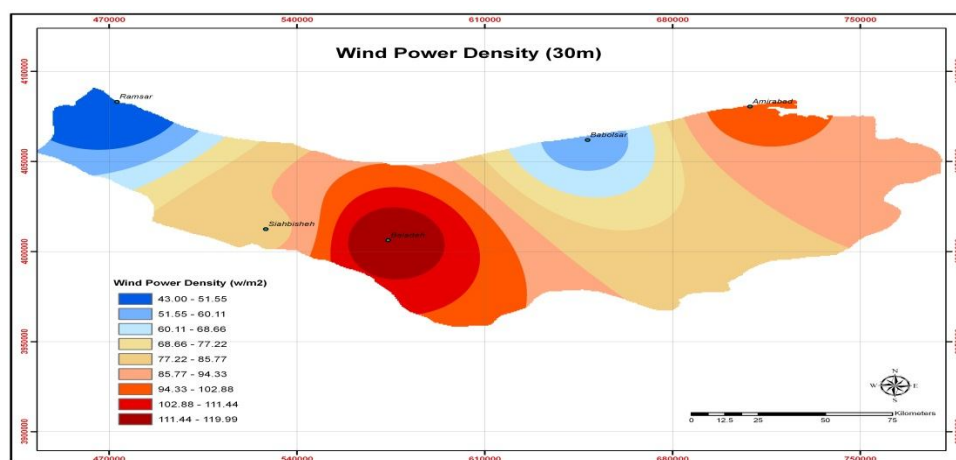 470000 540000 610000 680000 750000
Wind Power Density (30m)
4100000
Ramsar
Amirabad
Babolsar
4050000
Siahbisheh
4000000
Wind Power Density (w/m2)
43.00 - 51.55
51.55 - 60.11
60.11 - 68.66
68.66 - 77.22
77.22 - 85.77
85.77 - 94.33
94.33 - 102.88
102.88 - 111.44
111.44 - 119.99
3950000
N
W E
S
Kilometers
0 12.5 25 50 75
3900000
470000 540000 610000 680000 750000